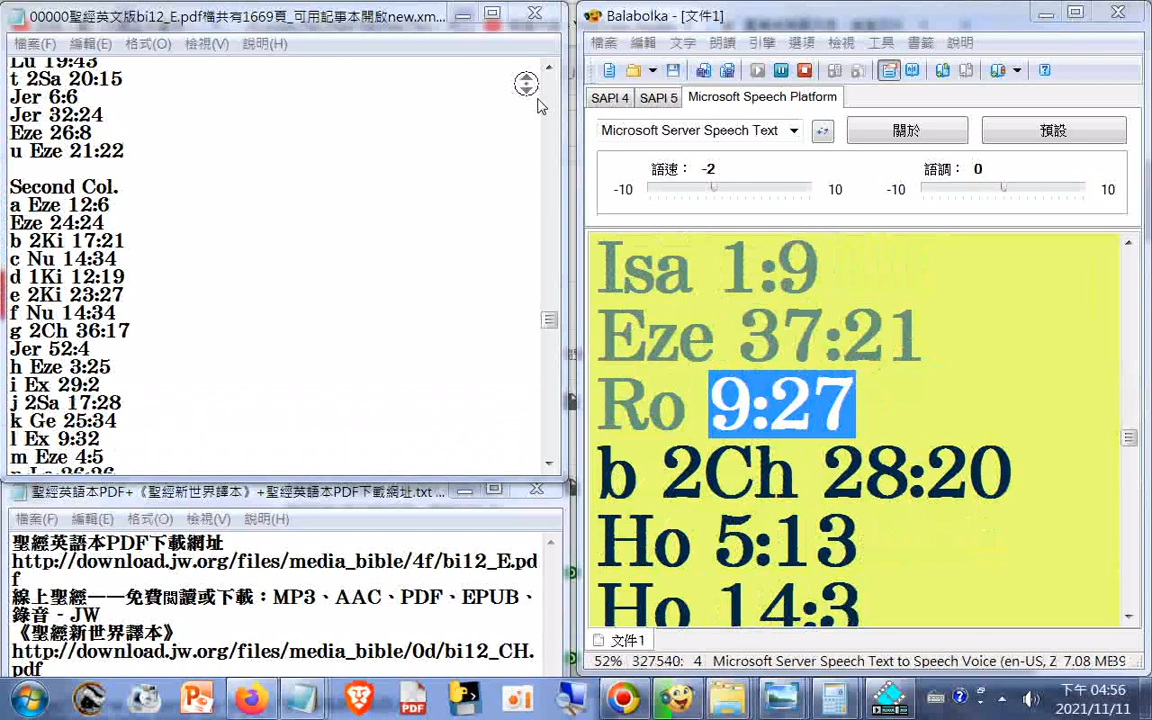 00000聖經英文版bi12_E.pdf檔共有1669頁_可用記事本開啟new.xm...
檔案(F) 編輯(E) 格式(O) 檢視(V) 說明(H)
Lu 19:43
t 2Sa 20:15
Jer 6:6
Jer 32:24
Eze 26:8
u Eze 21:22
Second Col.
a Eze 12:6
Eze 24:24
b 2Ki 17:21
c Nu 14:34
d 1Ki 12:19
e 2Ki 23:27
f Nu 14:34
g 2Ch 36:17
Jer 52:4
h Eze 3:25
i Ex 29:2
j 2Sa 17:28
k Ge 25:34
l Ex 9:32
m Eze 4:5
聖經英語本PDF+《聖經新世界譯本》+聖經英語本PDF下載網址.txt ...
檔案(F) 編輯(E) 格式(O) 檢視(V) 說明(H)
聖經英語本PDF下載網址
http://download.jw.org/files/media_bible/4f/bi12_E.pd
f
線上聖經——免費閱讀或下載：MP3、AAC、PDF、EPUB、
錄音 - JW
《聖經新世界譯本》
http://download.jw.org/files/media_bible/0d/bi12_CH.
pdf
Balabolka - [文件1]
檔案 編輯 文字 朗讀 引擎 選項 檢視 工具 書籤 說明
SAPI 4 SAPI 5 Microsoft Speech Platform
Microsoft Server Speech Text 關於 預設
語速： -2 語調： 0
-10 10 -10 10
Isa 1:9
Eze 37:21
Ro 9:27
b 2Ch 28:20
Ho 5:13
Ho 14:3
文件1
52% 327540: 4 Microsoft Server Speech Text to Speech Voice (en-US, Z 7.08 MB
下午 04:56
2021/11/11